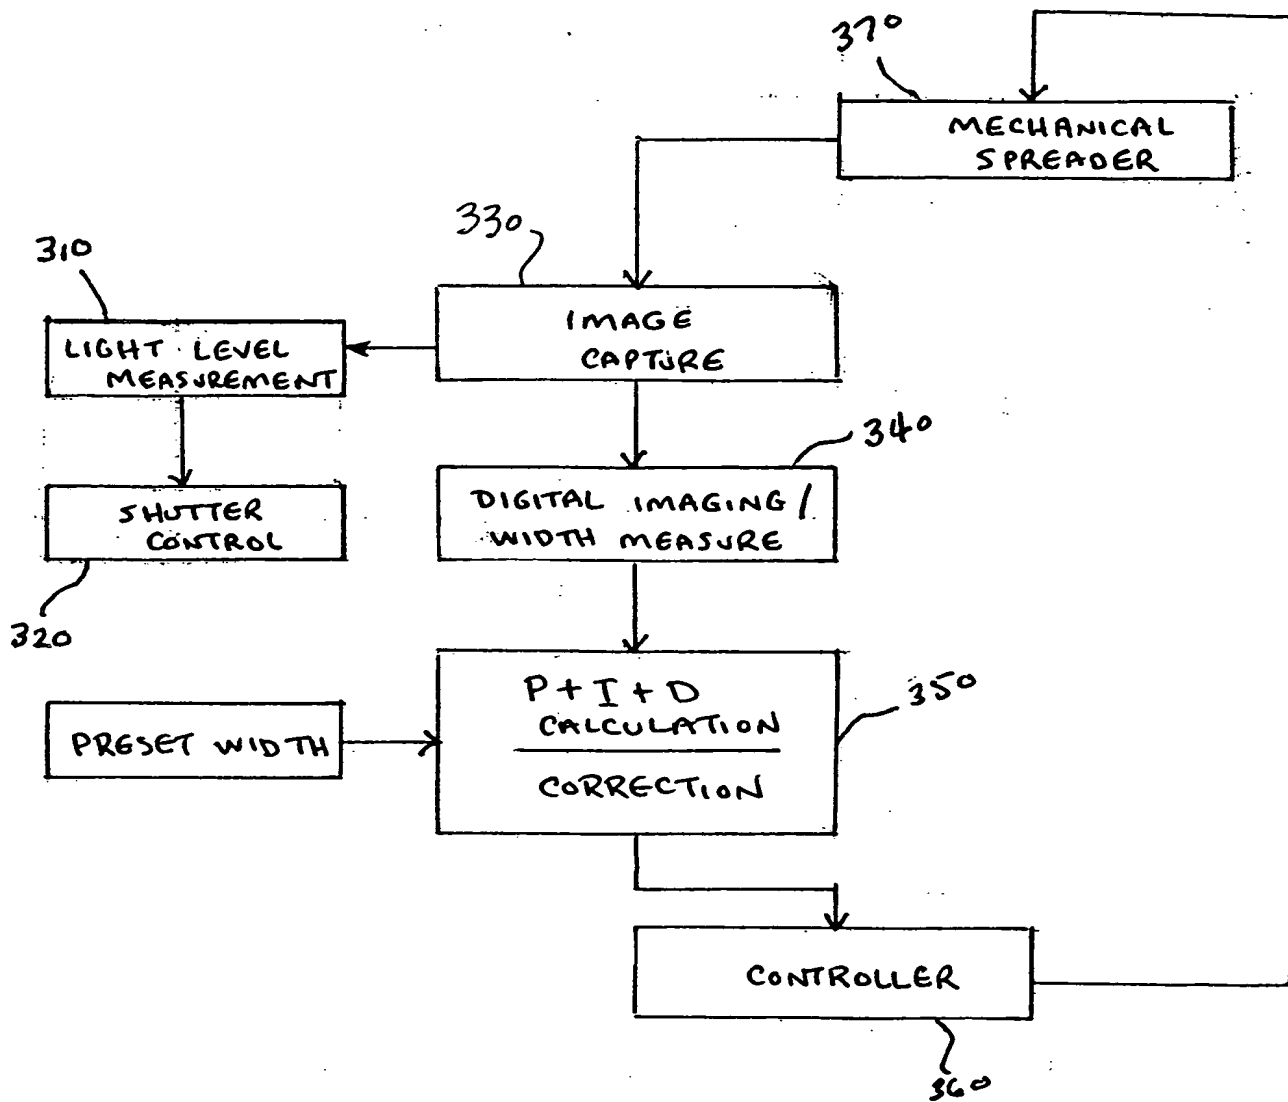 370
MECHANICAL
SPREADER
330
IMAGE
CAPTURE
310
LIGHT LEVEL
MEASUREMENT
340
DIGITAL IMAGING/
WIDTH MEASURE
SHUTTER
CONTROL
320
P+I+D
CALCULATION
CORRECTION
350
PRESET WIDTH
CONTROLLER
360